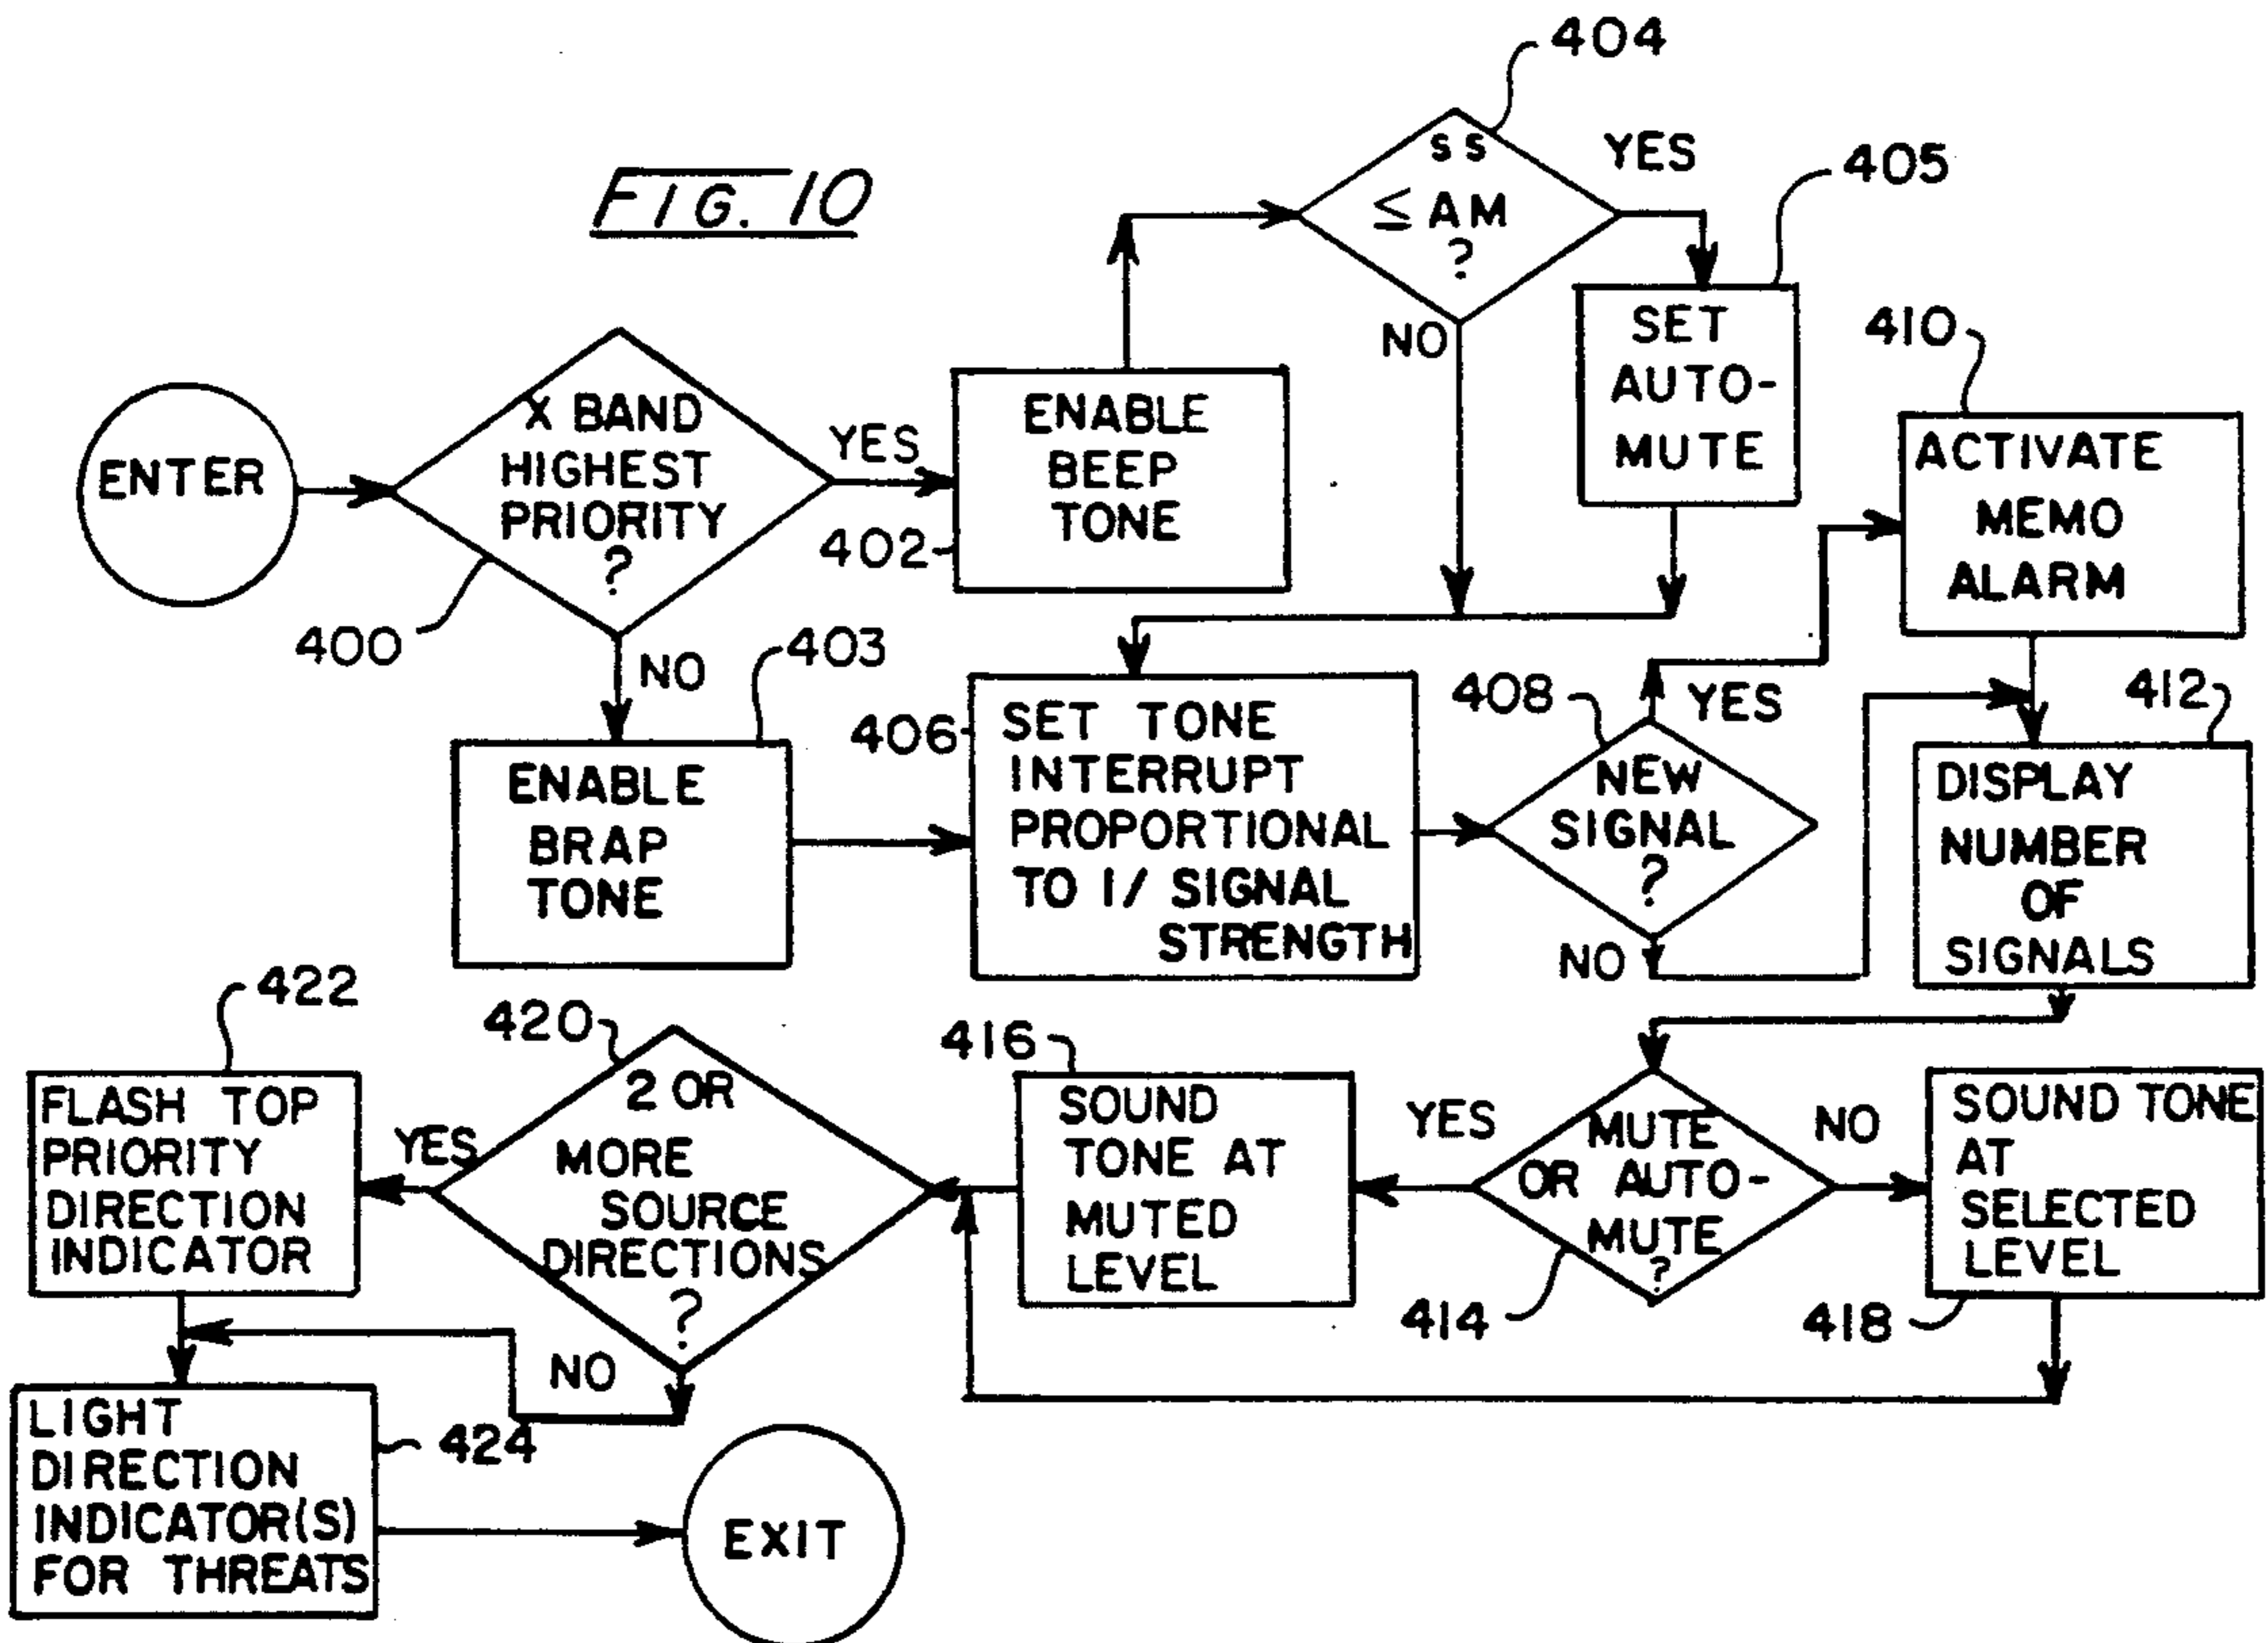 FIG. 10
ENTER
X BAND
HIGHEST
PRIORITY
?
400
YES
NO
402
ENABLE
BEEP
TONE
403
ENABLE
BRAP
TONE
404
SS
≤ AM
?
YES
NO
405
SET
AUTO-
MUTE
406
SET TONE
INTERRUPT
PROPORTIONAL
TO 1/ SIGNAL
STRENGTH
408
NEW
SIGNAL
?
YES
NO
410
ACTIVATE
MEMO
ALARM
412
DISPLAY
NUMBER
OF
SIGNALS
414
MUTE
OR AUTO-
MUTE
?
YES
NO
416
SOUND
TONE AT
MUTED
LEVEL
418
SOUND TONE
AT
SELECTED
LEVEL
420
2 OR
MORE
SOURCE
DIRECTIONS
?
YES
NO
422
FLASH TOP
PRIORITY
DIRECTION
INDICATOR
424
LIGHT
DIRECTION
INDICATOR(S)
FOR THREATS
EXIT